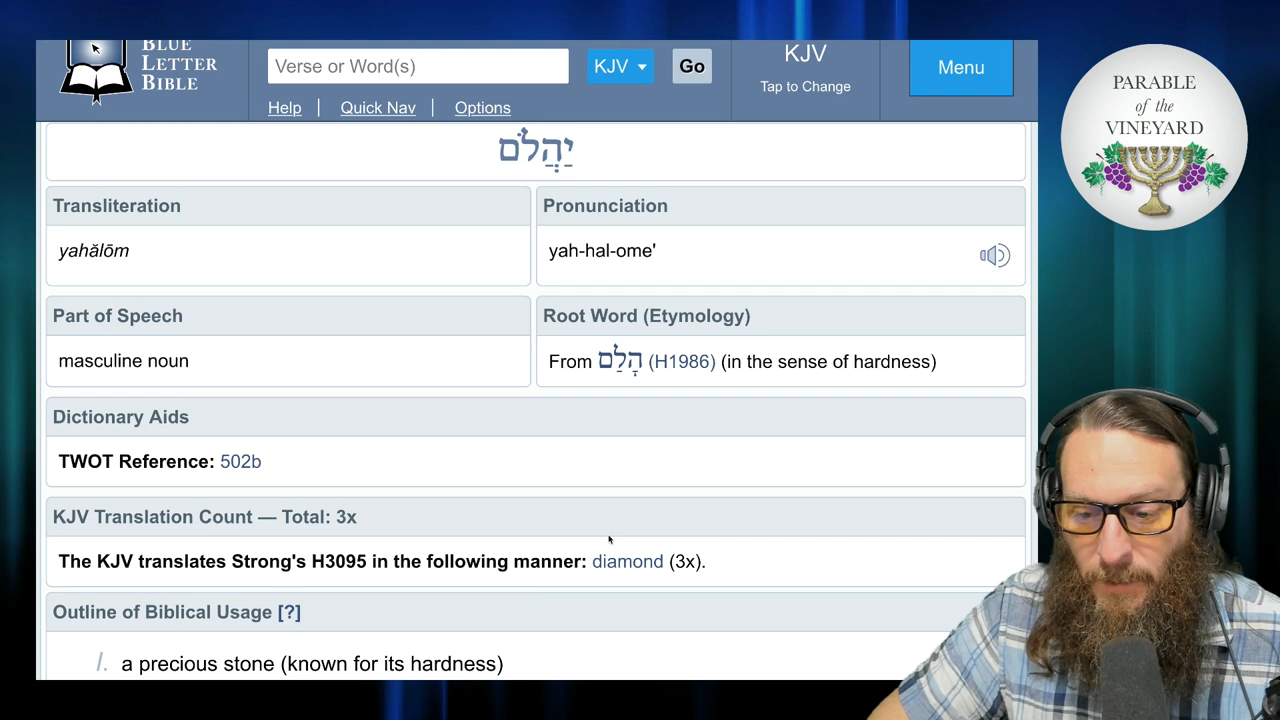 BLUE
LETTER
BIBLE
Verse or Word(s)
KJV
Go
KJV
Tap to Change
Menu
Help | Quick Nav | Options
יַהֲלֹם
Transliteration
yahălōm
Pronunciation
yah-hal-ome'
Part of Speech
masculine noun
Root Word (Etymology)
From הָלַם (H1986) (in the sense of hardness)
Dictionary Aids
TWOT Reference: 502b
KJV Translation Count — Total: 3x
The KJV translates Strong's H3095 in the following manner: diamond (3x).
Outline of Biblical Usage [?]
I. a precious stone (known for its hardness)
PARABLE
of the
VINEYARD